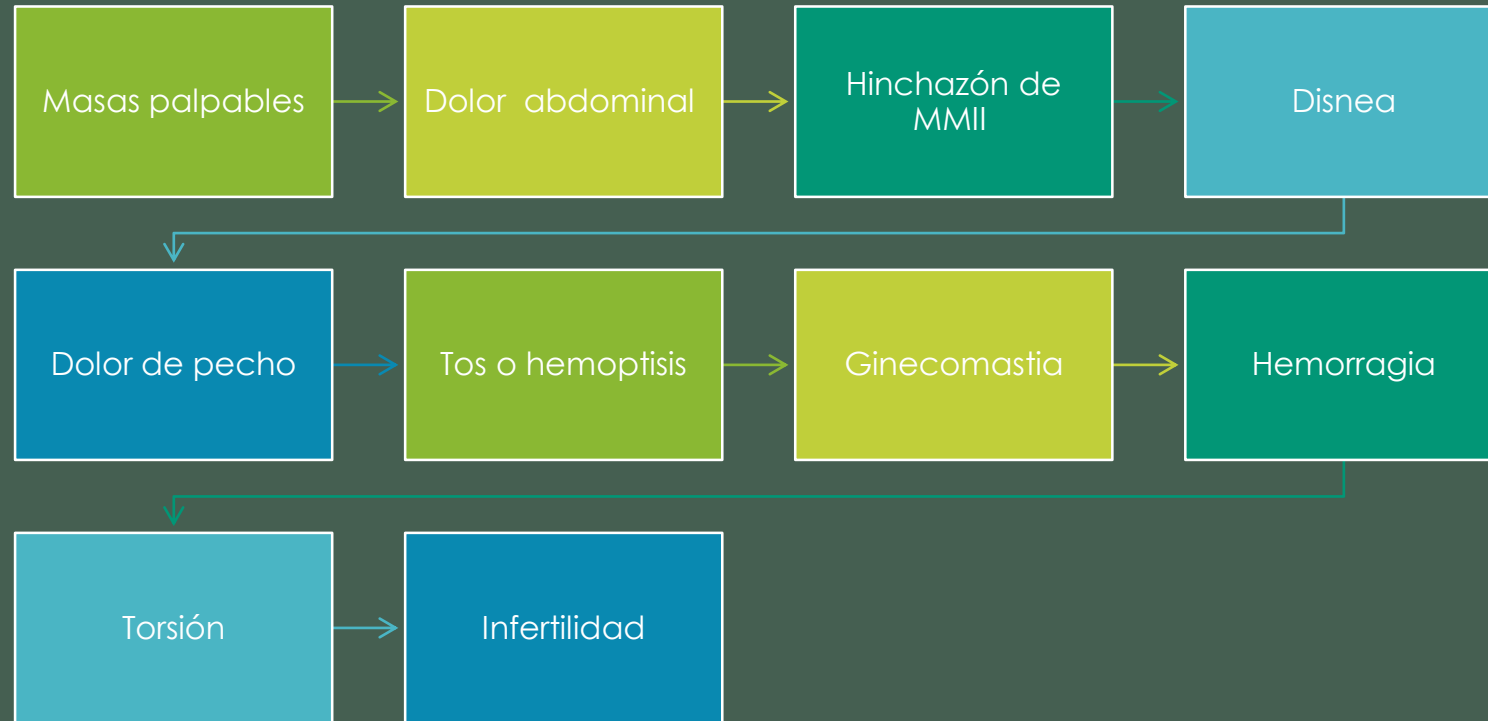 Masas palpables
Dolor abdominal
Hinchazón de
MMII
Disnea
Dolor de pecho
Tos o hemoptisis
Ginecomastia
Hemorragia
Torsión
Infertilidad